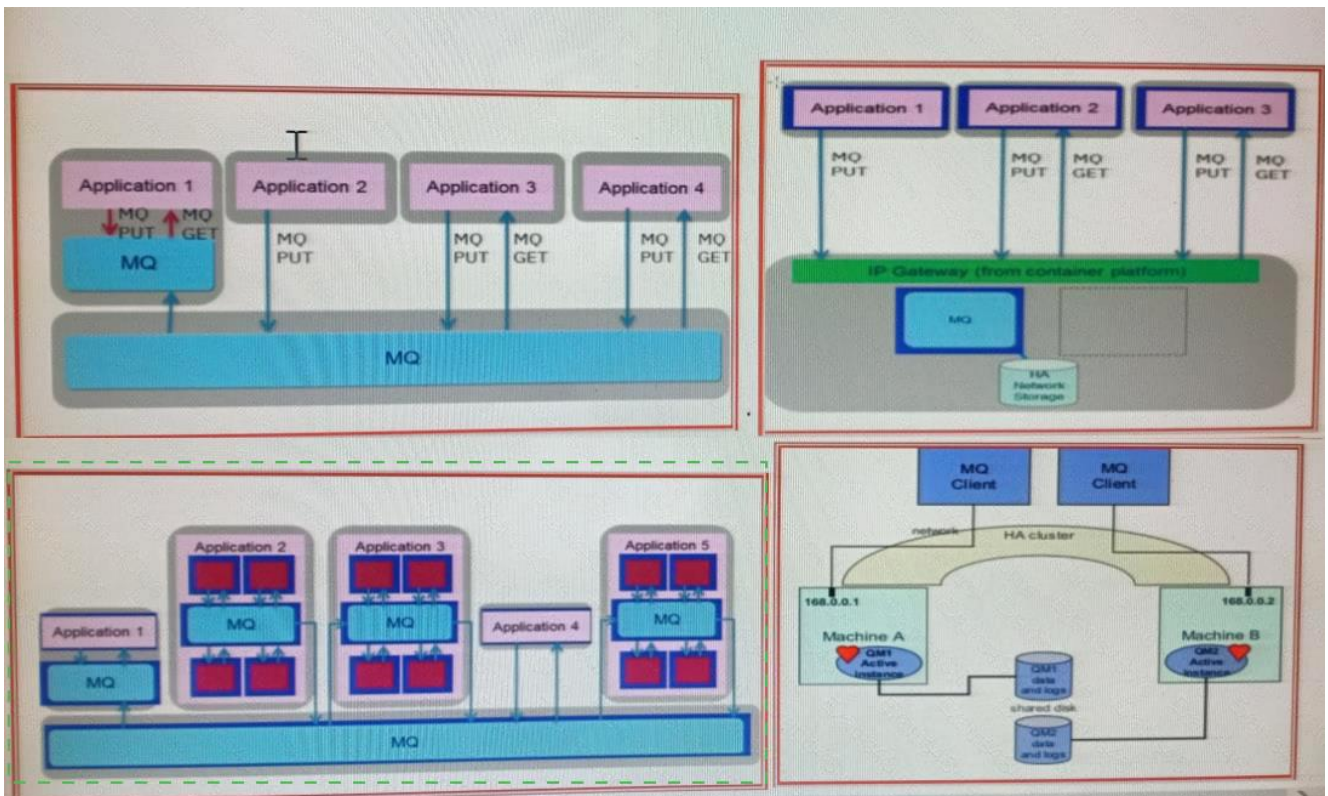 Application 1
Application 2
Application 3
Application 4
MQ
PUT
MQ
GET
MQ
MQ
PUT
MQ
PUT
MQ
GET
MQ
PUT
MQ
GET
MQ
Application 1
Application 2
Application 3
MQ
PUT
MQ
PUT
MQ
GET
MQ
PUT
MQ
GET
IP Gateway (from container platform)
MQ
HA
Network
Storage
Application 1
MQ
Application 2
MQ
Application 3
MQ
Application 4
Application 5
MQ
MQ
MQ
Client
MQ
Client
network
HA cluster
168.0.0.1
168.0.0.2
Machine A
QM1
Active
instance
Machine B
QM2
Active
instance
QM1
data
and logs
shared disk
QM2
data
and logs